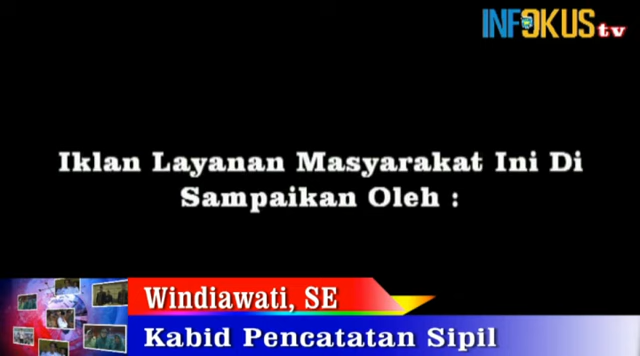 INFOKUS tv
Iklan Layanan Masyarakat Ini Di
Sampaikan Oleh :
Windiawati, SE
Kabid Pencatatan Sipil